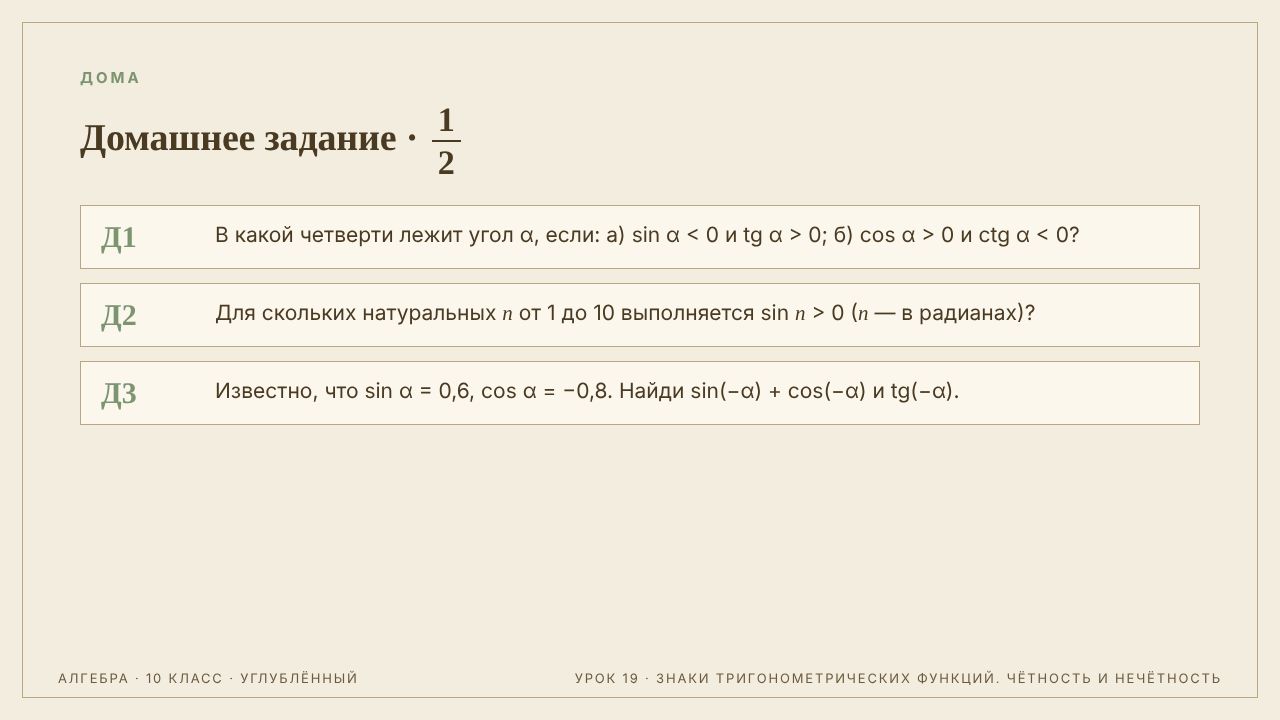 ДОМА
Домашнее задание · 1/2
Д1 В какой четверти лежит угол α, если: а) sin α < 0 и tg α > 0; б) cos α > 0 и ctg α < 0?
Д2 Для скольких натуральных n от 1 до 10 выполняется sin n > 0 (n — в радианах)?
Д3 Известно, что sin α = 0,6, cos α = −0,8. Найди sin(−α) + cos(−α) и tg(−α).
АЛГЕБРА · 10 КЛАСС · УГЛУБЛЁННЫЙ
УРОК 19 · ЗНАКИ ТРИГОНОМЕТРИЧЕСКИХ ФУНКЦИЙ. ЧЁТНОСТЬ И НЕЧЁТНОСТЬ